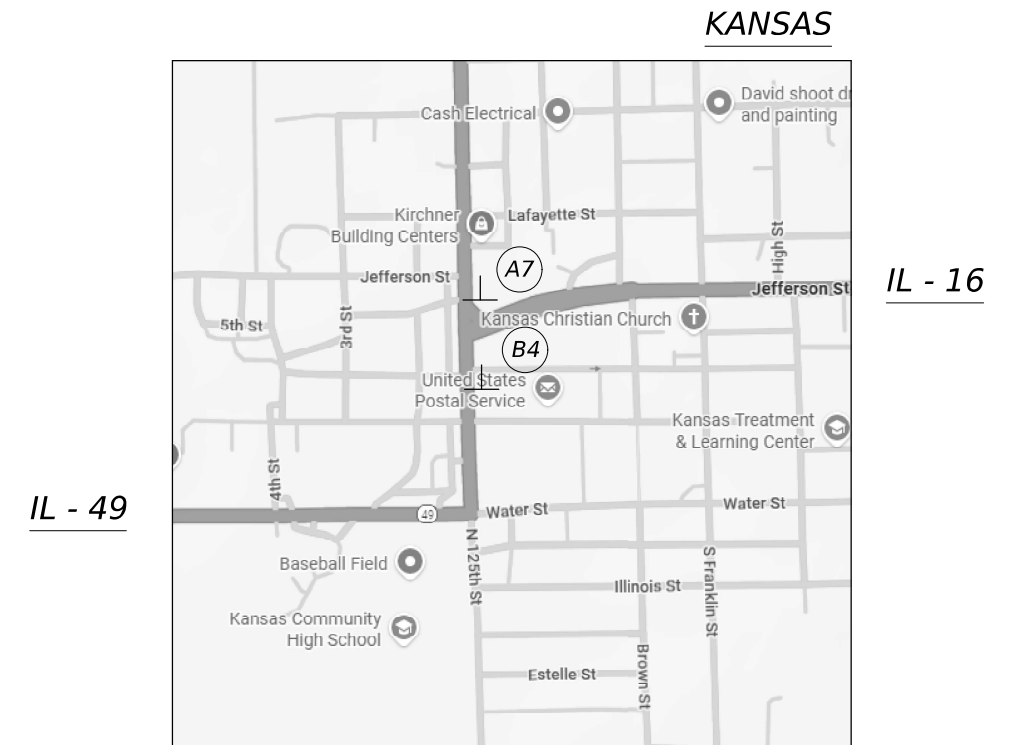 KANSAS
Cash Electrical
David shoot dr
and painting
Kirchner
Building Centers
Lafayette St
High St
A7
Jefferson St
Jefferson St
IL - 16
5th St
3rd St
Kansas Christian Church
B4
United States
Postal Service
Kansas Treatment
& Learning Center
4th St
IL - 49
49
Water St
Water St
N 125th St
Baseball Field
S Franklin St
Illinois St
Kansas Community
High School
Brown St
Estelle St